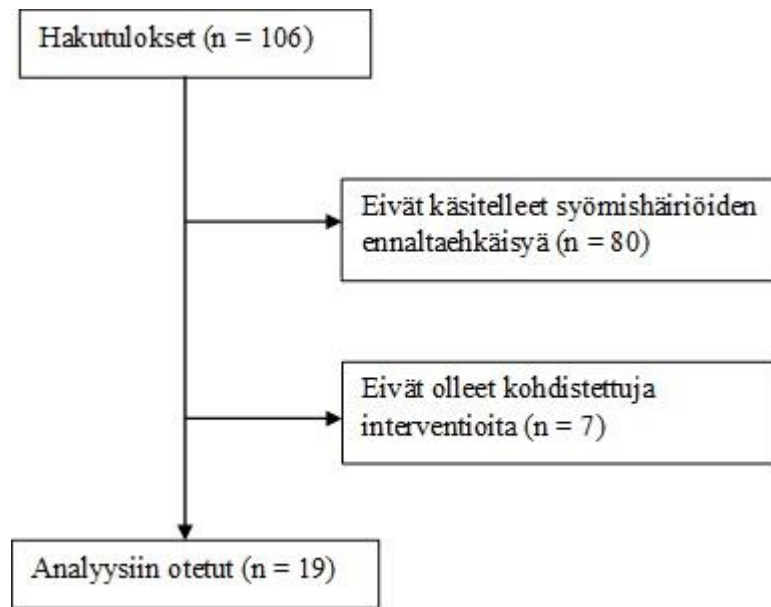 Hakutulokset (n = 106)
Eivät käsitelleet syömishäiriöiden
ennaltaehkäisyä (n = 80)
Eivät olleet kohdistettuja
interventioita (n = 7)
Analyysiin otetut (n = 19)